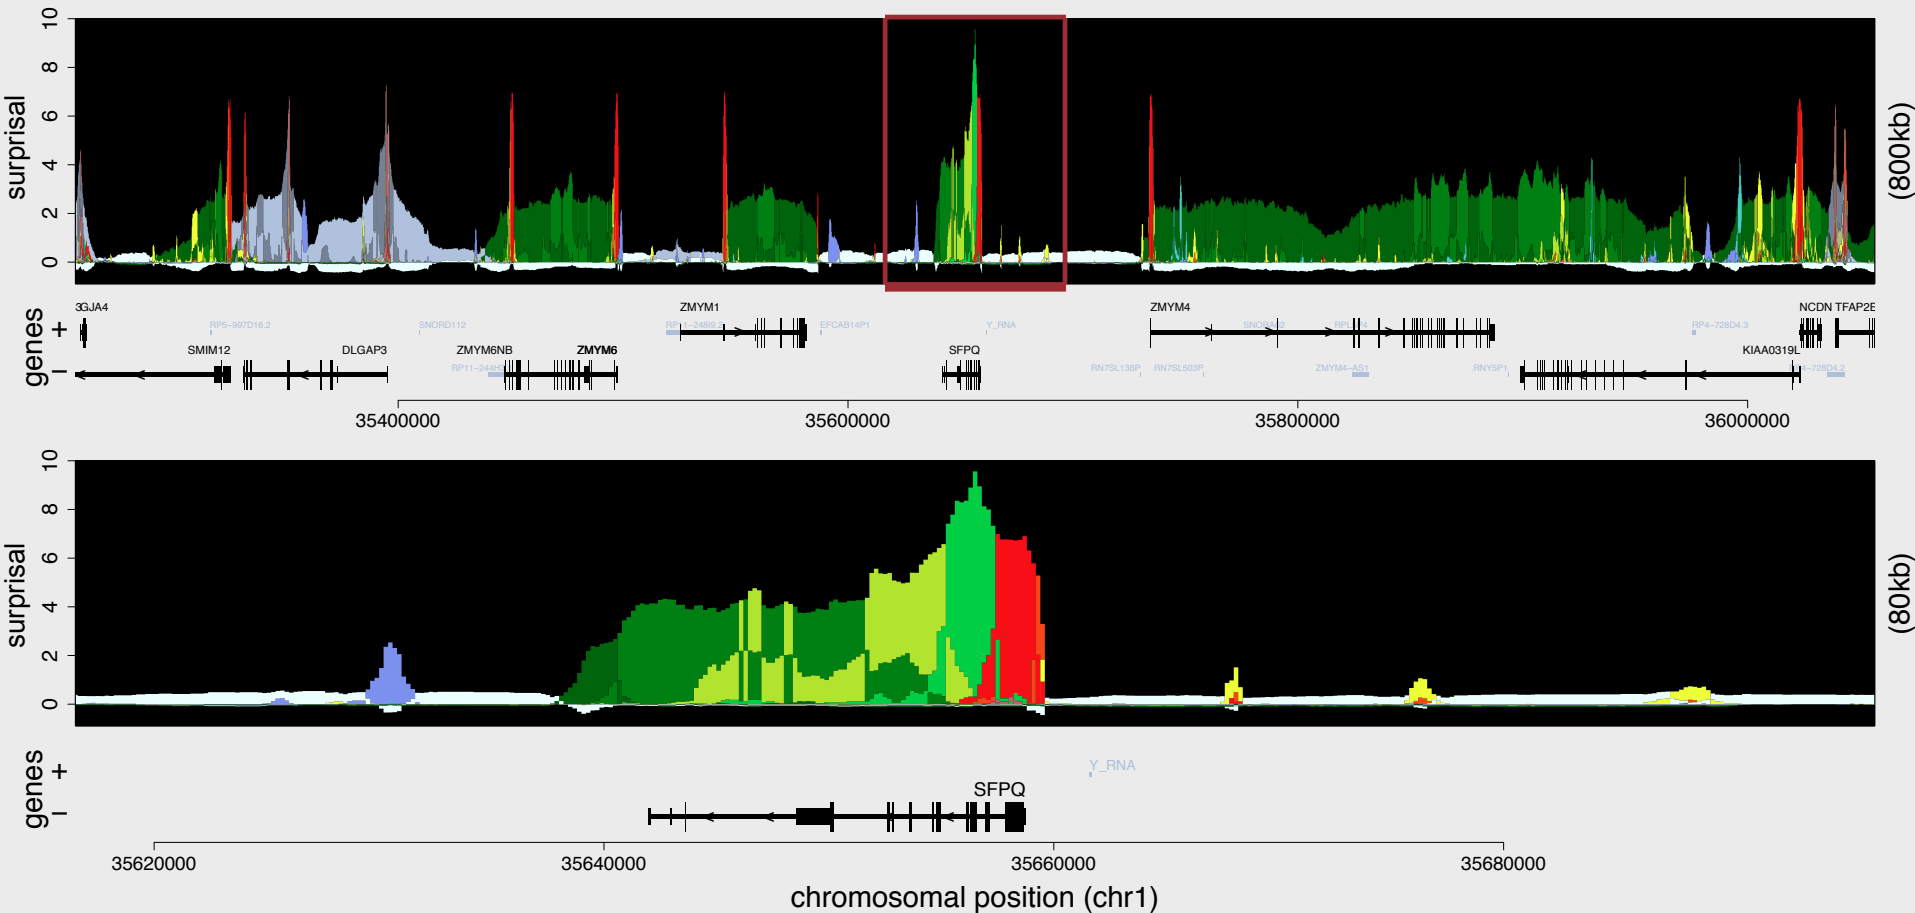 10
8
6
4
2
0
surprisal
(800kb)
GJA4
ZMYM1
ZMYM4
NCDN TFAP2E
genes + −
RP5−997D16.2
SNORD112
EFCAB14P1
Y_RNA
RP4−728D4.3
SMIM12
DLGAP3
ZMYM6NB
ZMYM6
SFPQ
KIAA0319L
RN7SL136P
RN7SL503P
ZMYM4−AS1
RNY5P1
35400000
35600000
35800000
36000000
10
8
6
4
2
0
surprisal
(80kb)
genes + −
Y_RNA
SFPQ
35620000
35640000
35660000
35680000
chromosomal position (chr1)